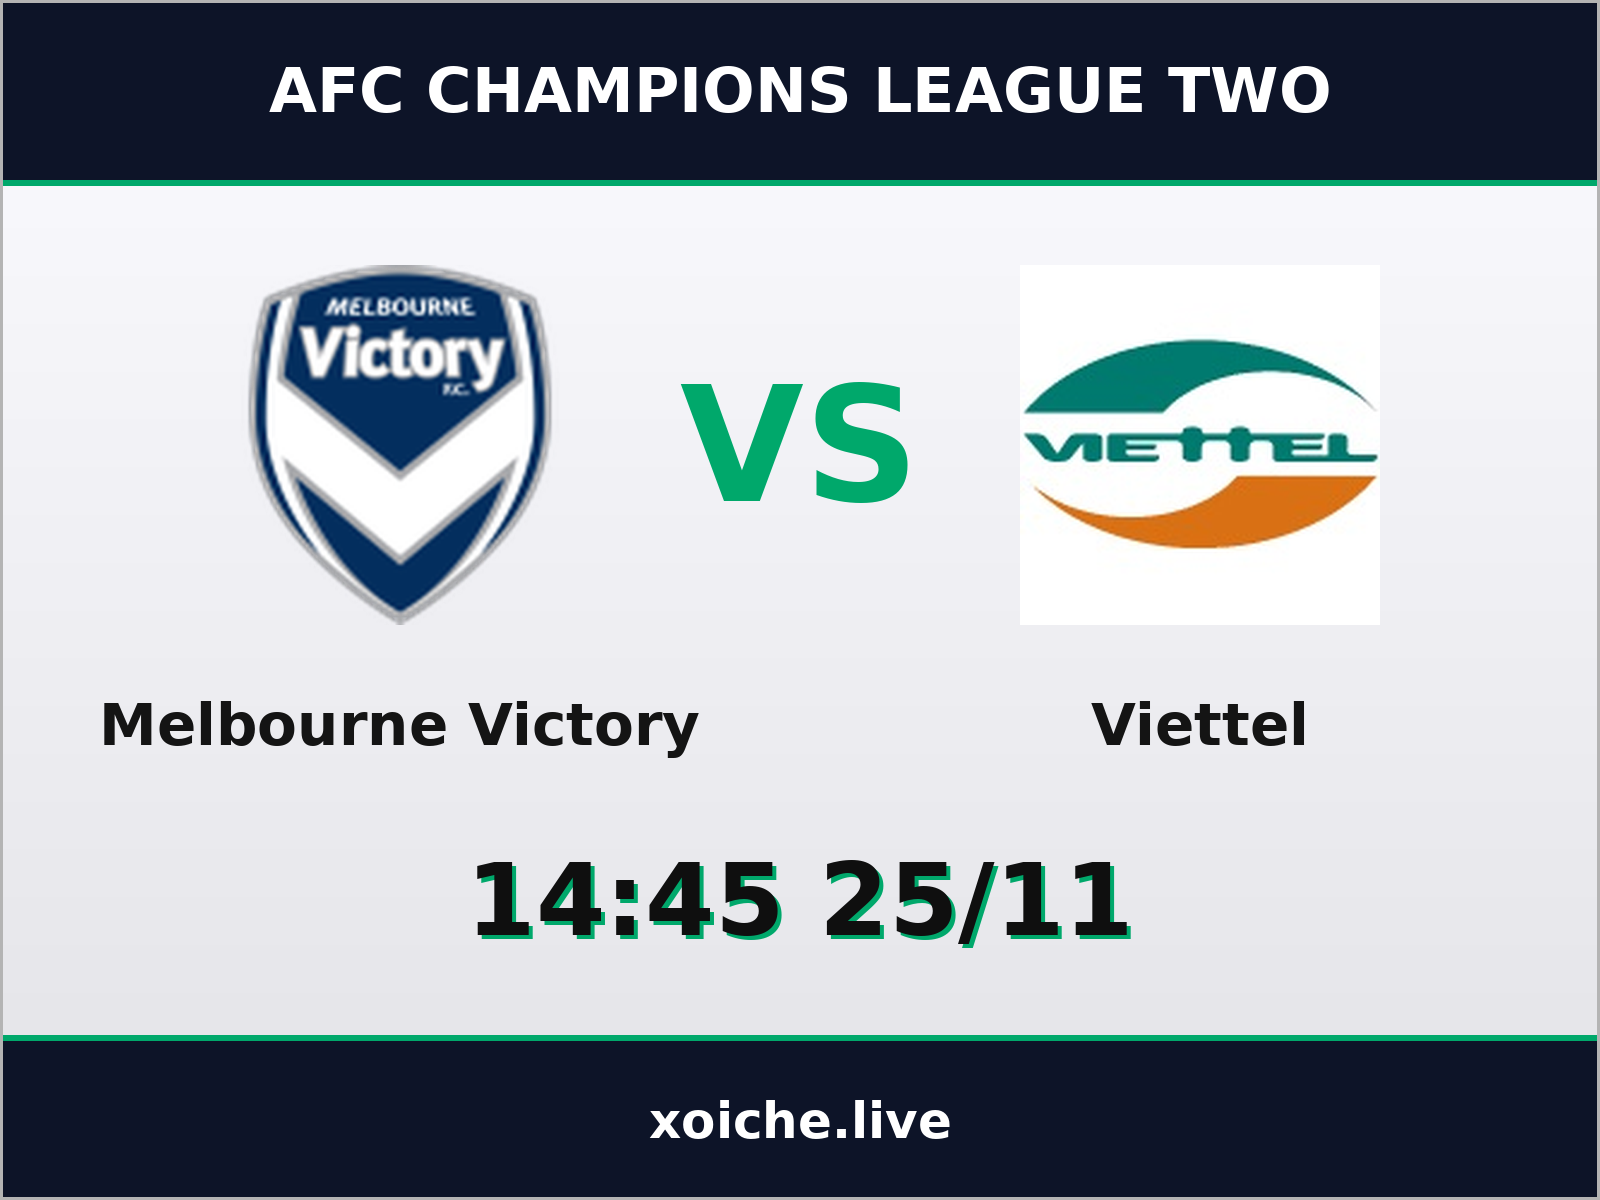 AFC CHAMPIONS LEAGUE TWO
MELBOURNE
Victory
F.C.
VS
VIETTEL
Melbourne Victory
Viettel
14:45 25/11
xoiche.live